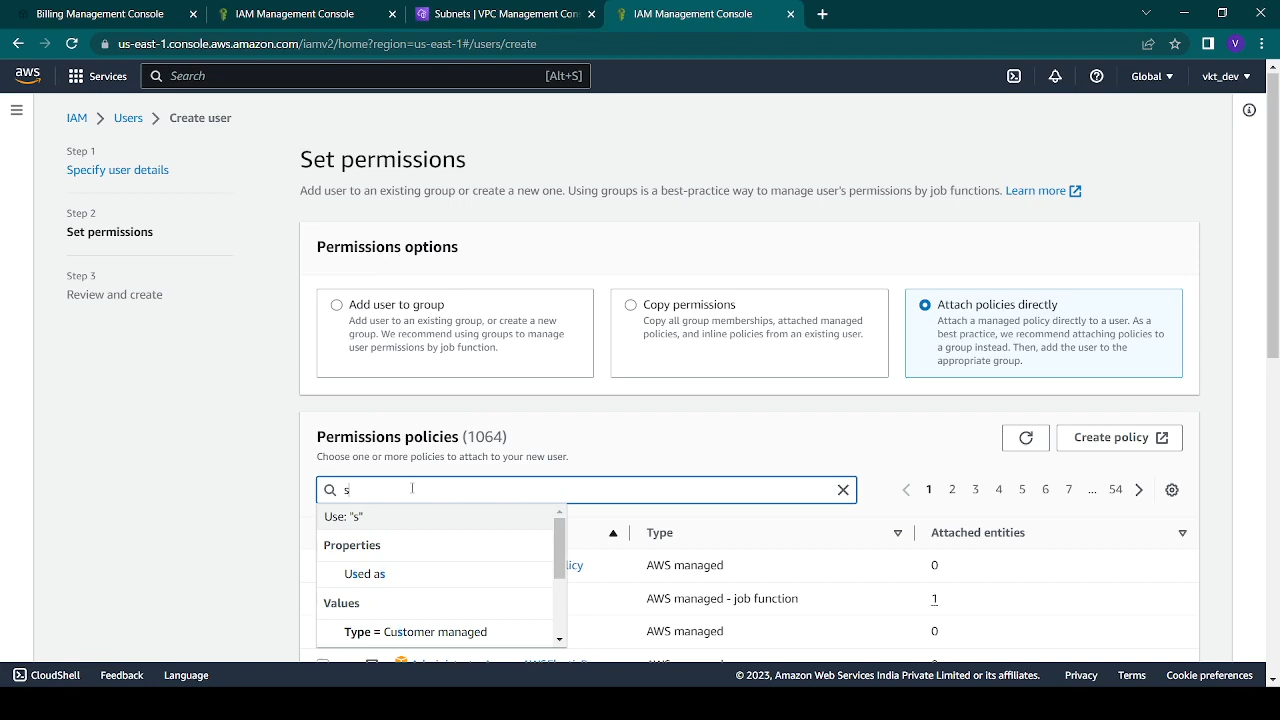 Billing Management Console
IAM Management Console
Subnets | VPC Management Con
IAM Management Console
us-east-1.console.aws.amazon.com/iamv2/home?region=us-east-1#/users/create
V
aws
Services
Search
[Alt+S]
Global
vkt_dev
IAM
Users
Create user
Step 1
Specify user details
Step 2
Set permissions
Step 3
Review and create
Set permissions
Add user to an existing group or create a new one. Using groups is a best-practice way to manage user's permissions by job functions. Learn more
Permissions options
Add user to group
Add user to an existing group, or create a new
group. We recommend using groups to manage
user permissions by job function.
Copy permissions
Copy all group memberships, attached managed
policies, and inline policies from an existing user.
Attach policies directly
Attach a managed policy directly to a user. As a
best practice, we recommend attaching policies to
a group instead. Then, add the user to the
appropriate group.
Permissions policies (1064)
Choose one or more policies to attach to your new user.
Create policy
s
1 2 3 4 5 6 7 ... 54
Use: "s"
Properties
Used as
Values
Type = Customer managed
Type
Attached entities
licy
AWS managed
0
AWS managed - job function
1
AWS managed
0
CloudShell
Feedback
Language
© 2023, Amazon Web Services India Private Limited or its affiliates.
Privacy
Terms
Cookie preferences